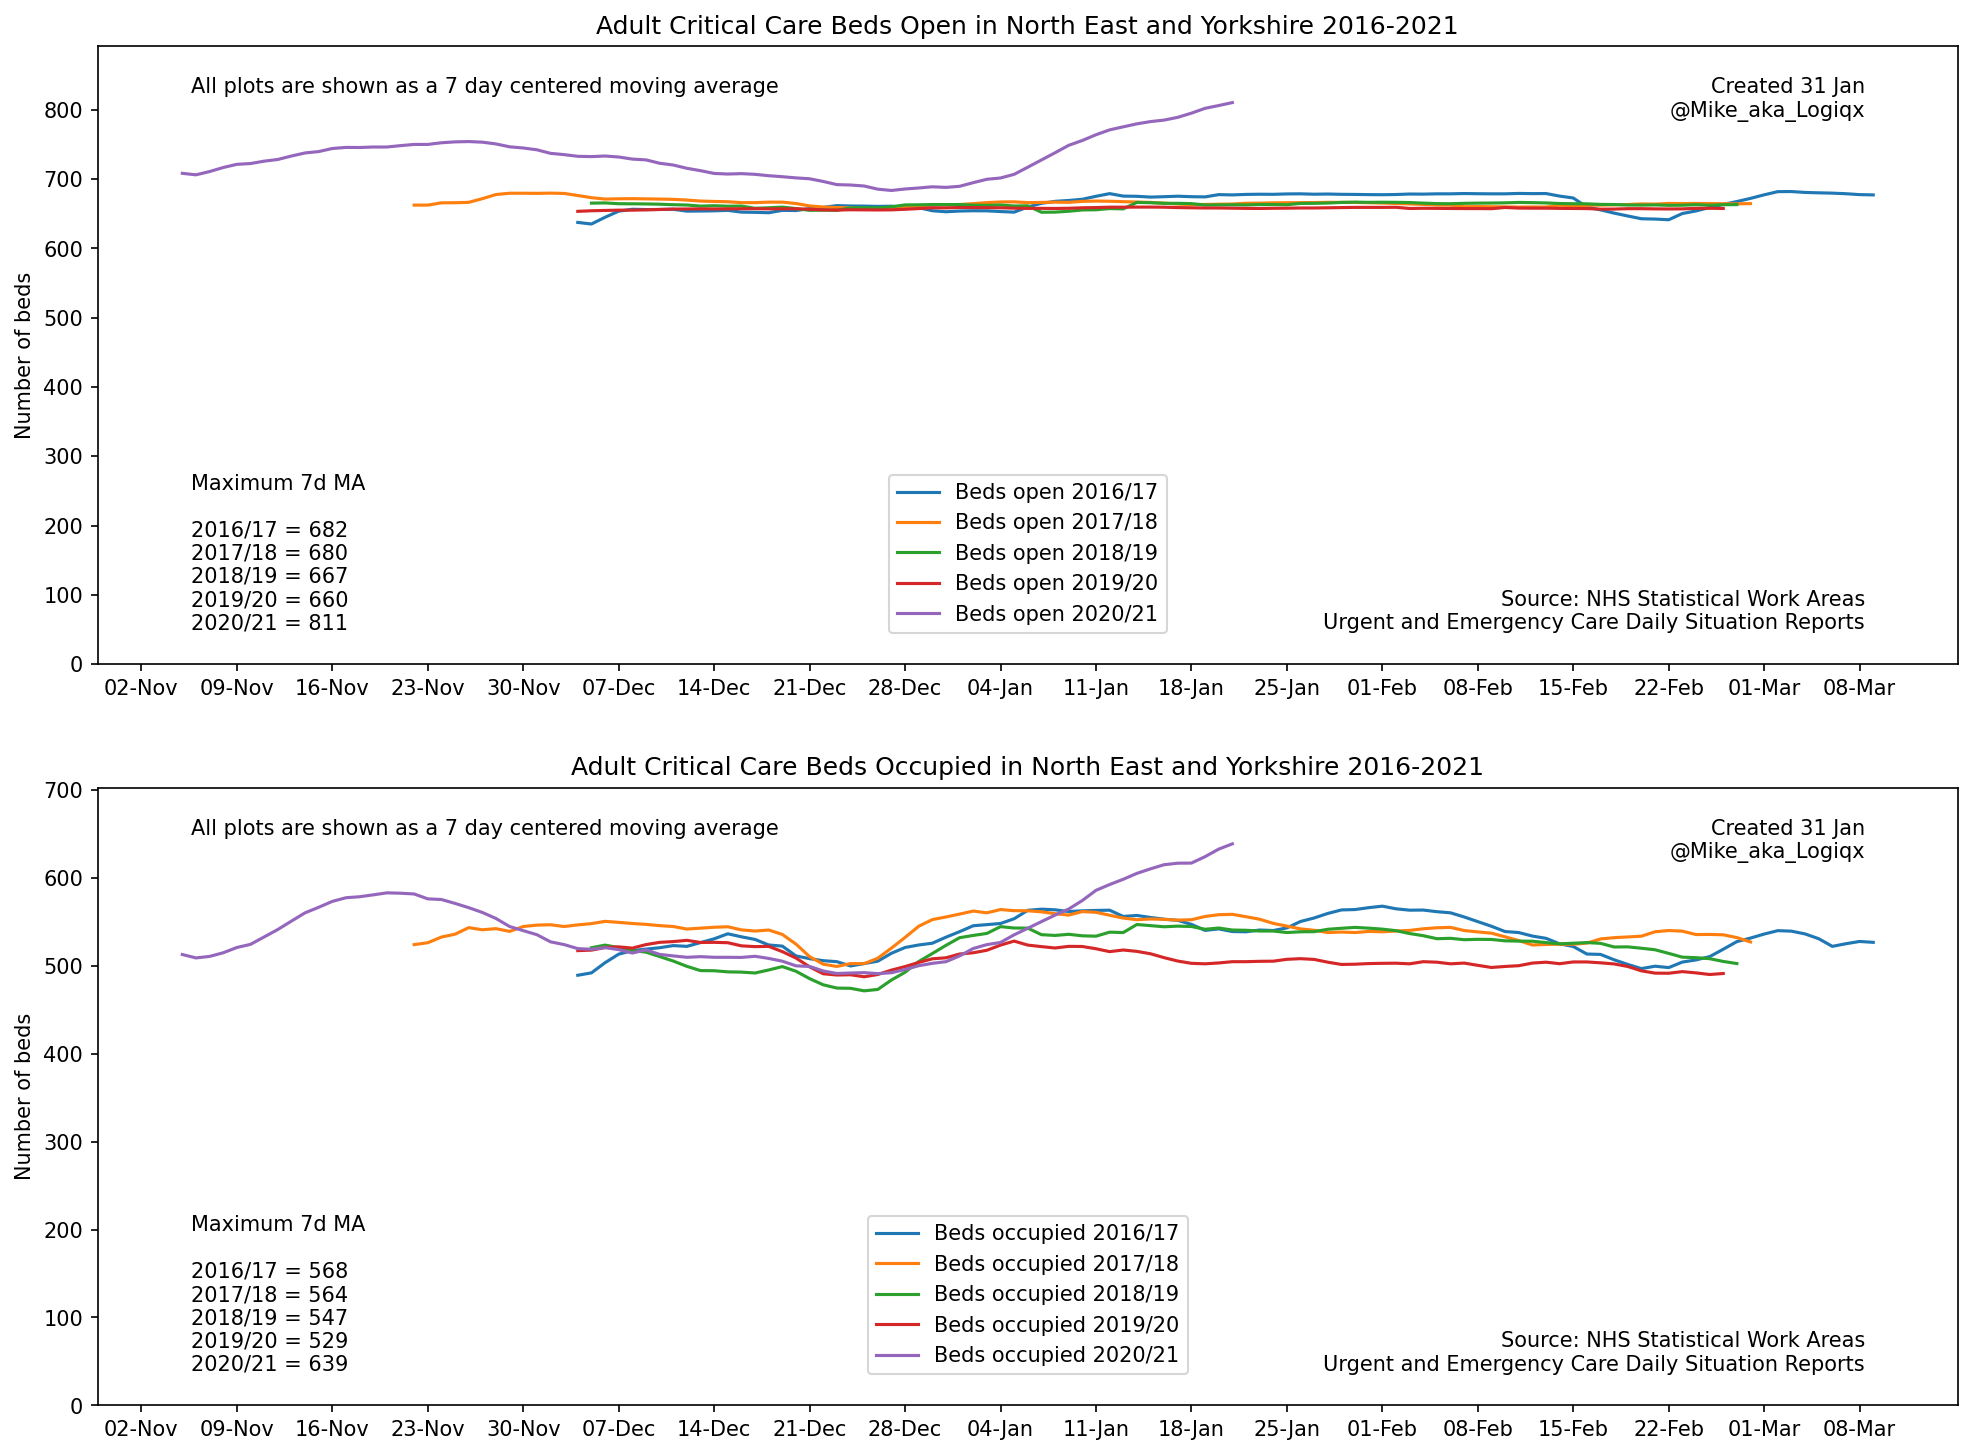 Adult Critical Care Beds Open in North East and Yorkshire 2016-2021
All plots are shown as a 7 day centered moving average
Created 31 Jan
@Mike_aka_Logiqx
Number of beds
800
700
600
500
400
300
200
100
0
Maximum 7d MA
2016/17 = 682
2017/18 = 680
2018/19 = 667
2019/20 = 660
2020/21 = 811
Beds open 2016/17
Beds open 2017/18
Beds open 2018/19
Beds open 2019/20
Beds open 2020/21
Source: NHS Statistical Work Areas
Urgent and Emergency Care Daily Situation Reports
02-Nov 09-Nov 16-Nov 23-Nov 30-Nov 07-Dec 14-Dec 21-Dec 28-Dec 04-Jan 11-Jan 18-Jan 25-Jan 01-Feb 08-Feb 15-Feb 22-Feb 01-Mar 08-Mar
Adult Critical Care Beds Occupied in North East and Yorkshire 2016-2021
All plots are shown as a 7 day centered moving average
Created 31 Jan
@Mike_aka_Logiqx
Number of beds
700
600
500
400
300
200
100
0
Maximum 7d MA
2016/17 = 568
2017/18 = 564
2018/19 = 547
2019/20 = 529
2020/21 = 639
Beds occupied 2016/17
Beds occupied 2017/18
Beds occupied 2018/19
Beds occupied 2019/20
Beds occupied 2020/21
Source: NHS Statistical Work Areas
Urgent and Emergency Care Daily Situation Reports
02-Nov 09-Nov 16-Nov 23-Nov 30-Nov 07-Dec 14-Dec 21-Dec 28-Dec 04-Jan 11-Jan 18-Jan 25-Jan 01-Feb 08-Feb 15-Feb 22-Feb 01-Mar 08-Mar